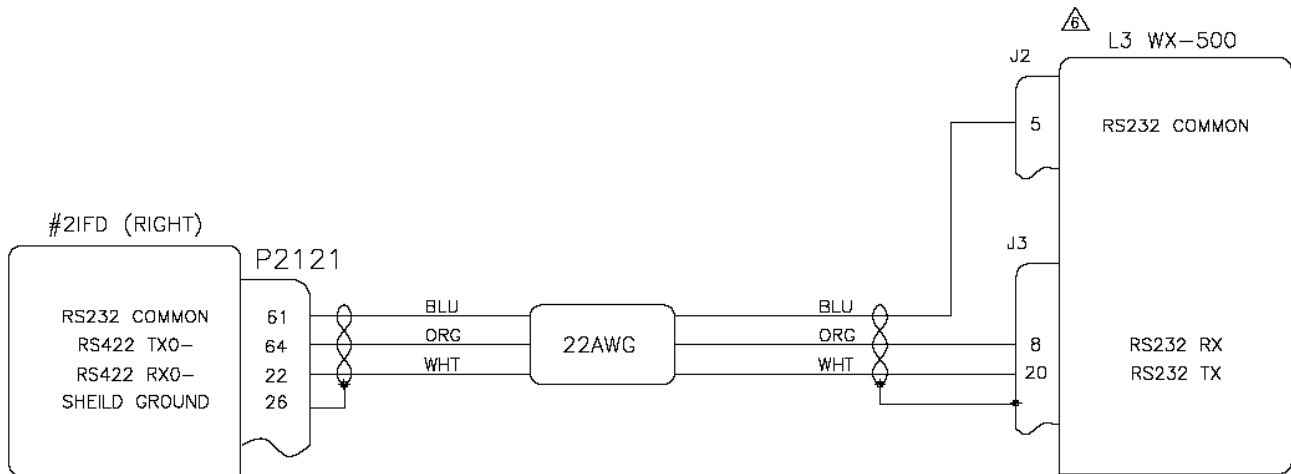 6
L3 WX-500
J2
5
RS232 COMMON
#2IFD (RIGHT)
J3
P2121
RS232 COMMON
61
BLU
BLU
RS422 TX0-
64
ORG
22AWG
ORG
8
RS232 RX
RS422 RX0-
22
WHT
WHT
20
RS232 TX
SHEILD GROUND
26